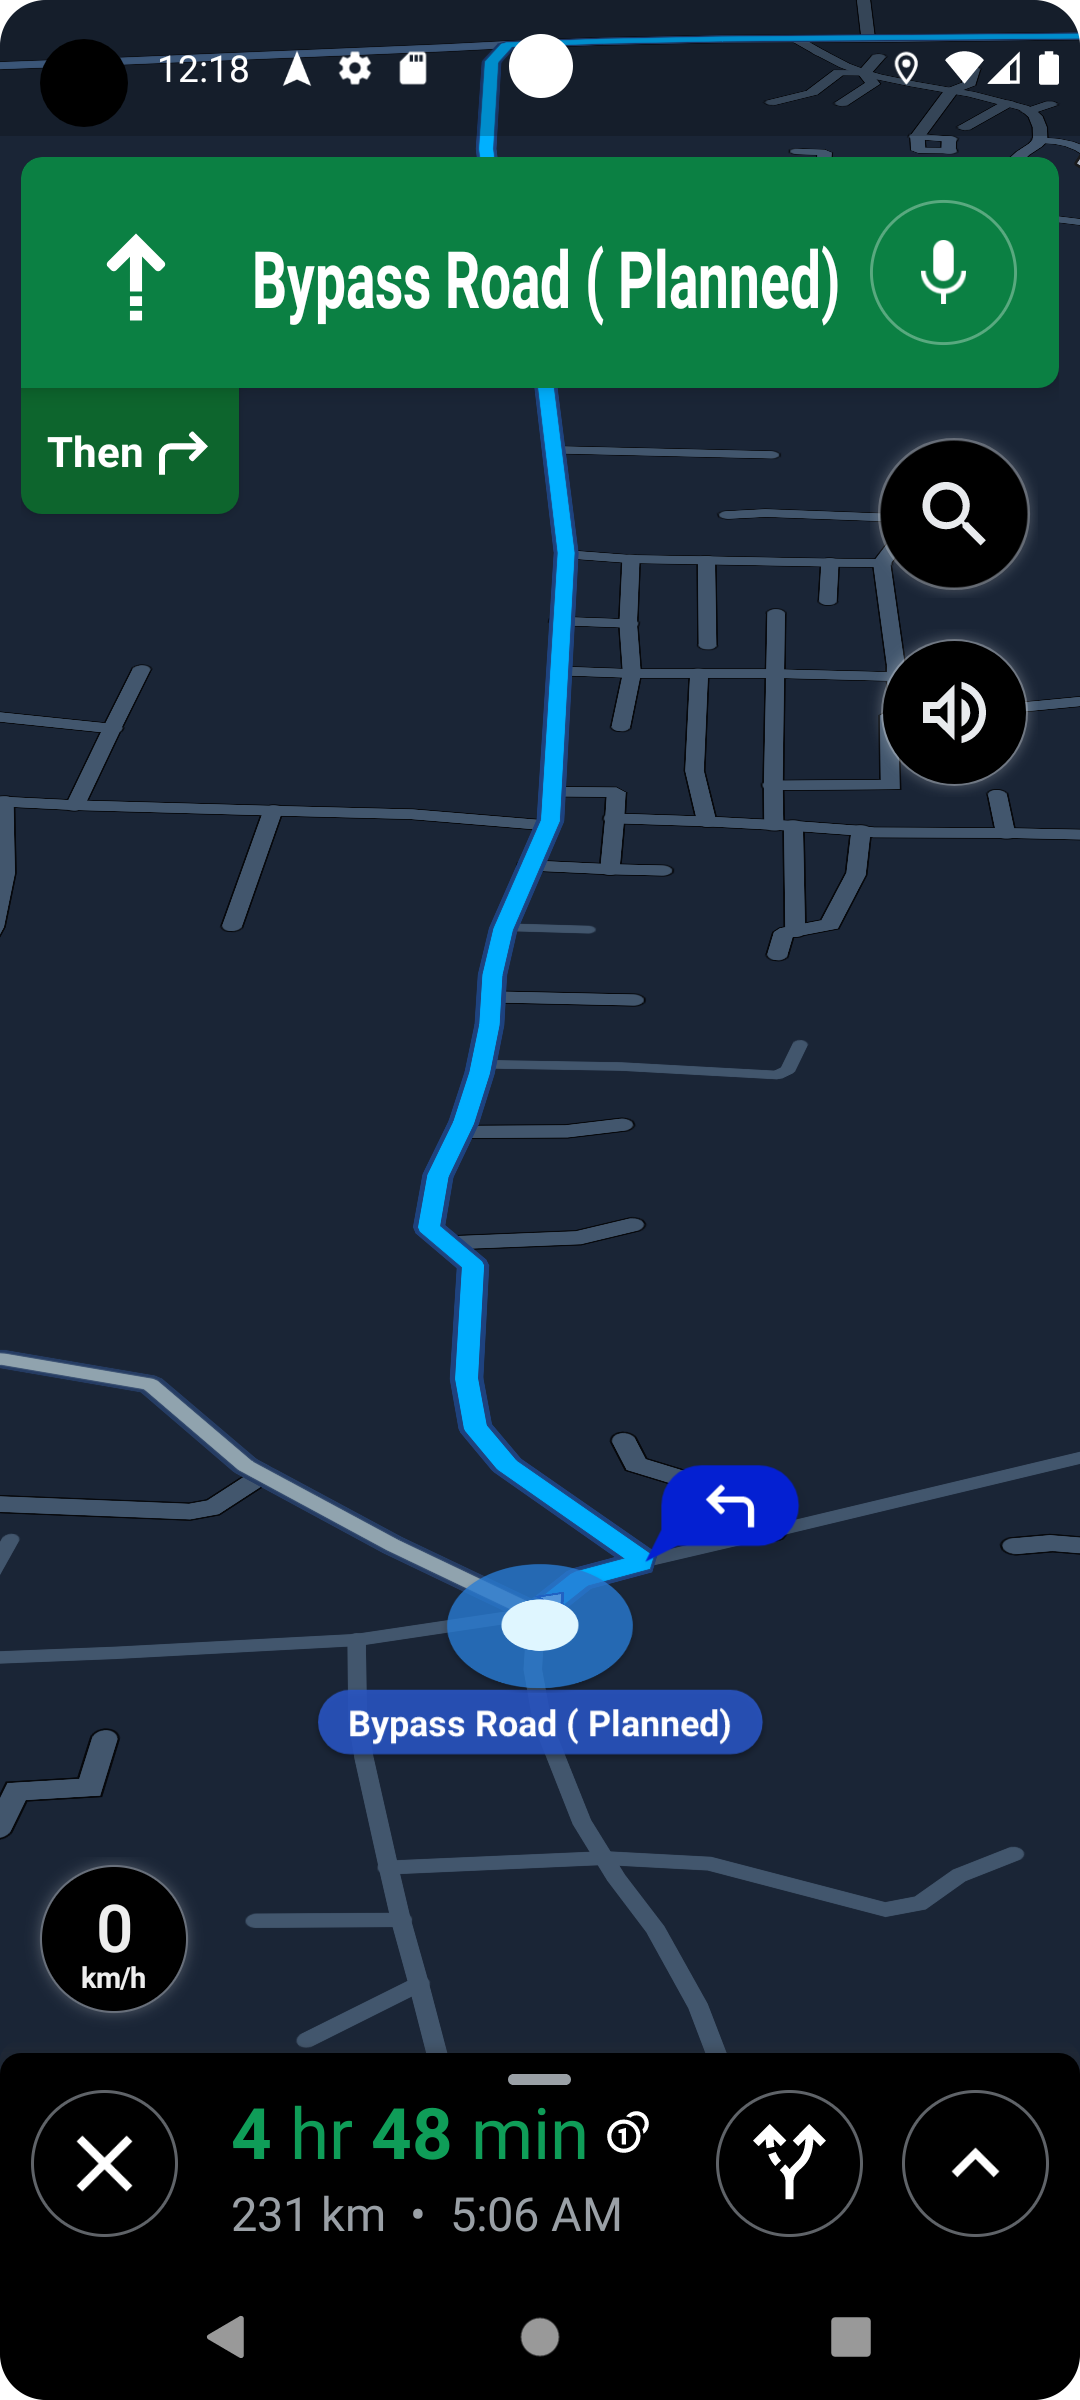 12:18
Bypass Road ( Planned)
Then
Bypass Road ( Planned)
0
km/h
4 hr 48 min
231 km • 5:06 AM